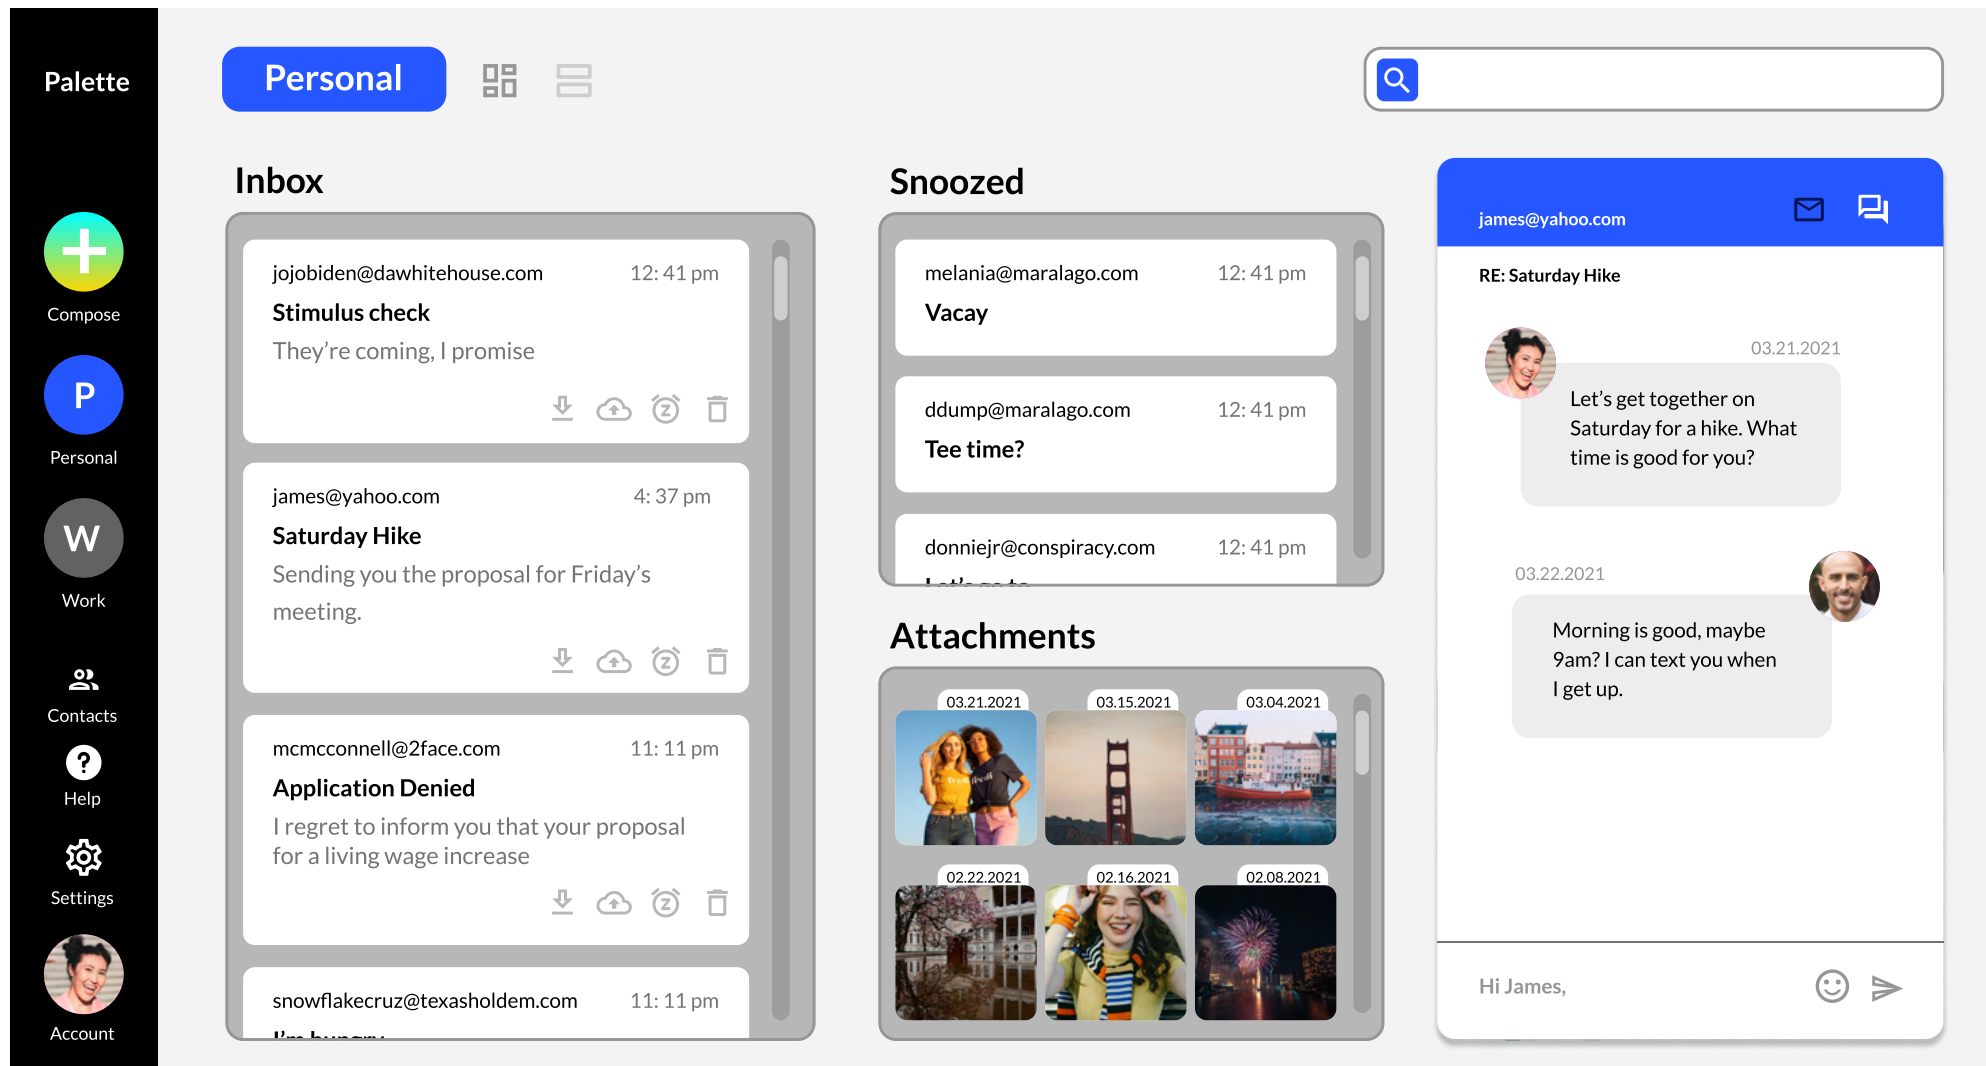 Palette
Compose
P
Personal
W
Work
Contacts
?
Help
Settings
Account
Personal
Inbox
jojobiden@dawhitehouse.com 12: 41 pm
Stimulus check
They’re coming, I promise
james@yahoo.com 4: 37 pm
Saturday Hike
Sending you the proposal for Friday’s
meeting.
mcmcconnell@2face.com 11: 11 pm
Application Denied
I regret to inform you that your proposal
for a living wage increase
snowflakecruz@texasholdem.com 11: 11 pm
I’m hungry
Snoozed
melania@maralago.com 12: 41 pm
Vacay
ddump@maralago.com 12: 41 pm
Tee time?
donniejr@conspiracy.com 12: 41 pm
Let’s go to
Attachments
03.21.2021 03.15.2021 03.04.2021
02.22.2021 02.16.2021 02.08.2021
james@yahoo.com
RE: Saturday Hike
03.21.2021
Let’s get together on
Saturday for a hike. What
time is good for you?
03.22.2021
Morning is good, maybe
9am? I can text you when
I get up.
Hi James,